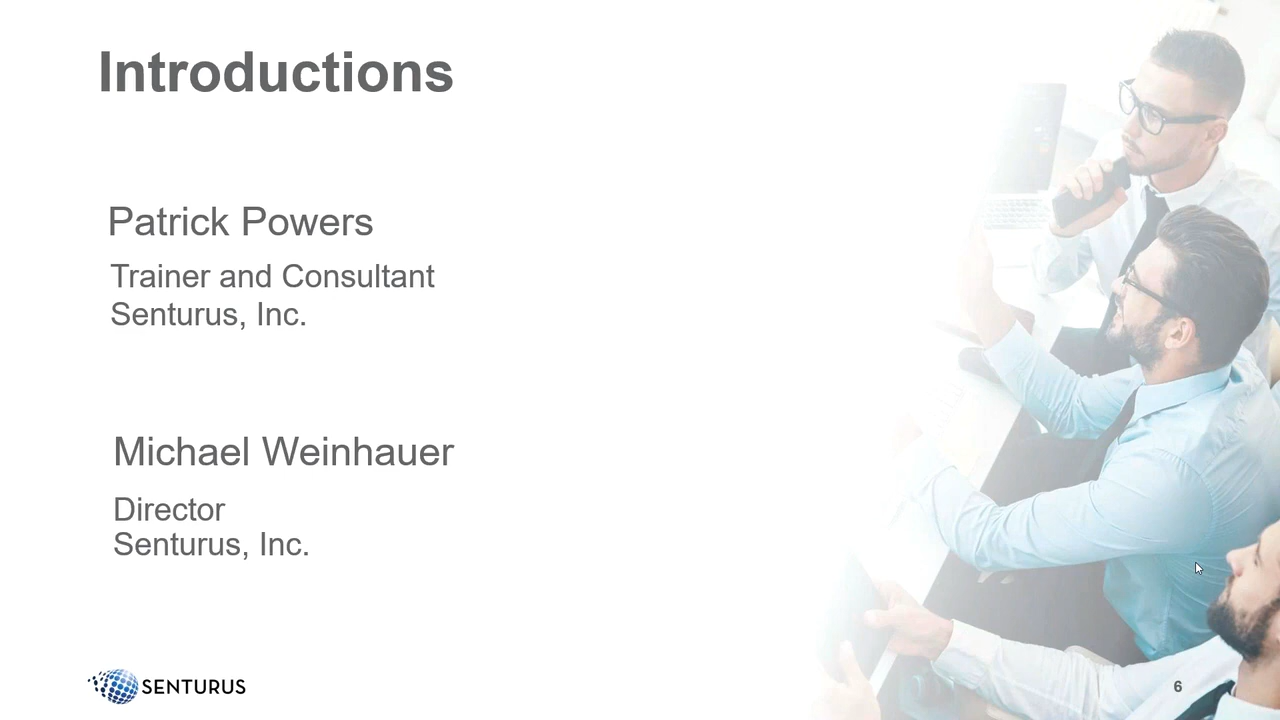 Introductions
Patrick Powers
Trainer and Consultant
Senturus, Inc.
Michael Weinhauer
Director
Senturus, Inc.
SENTURUS
6